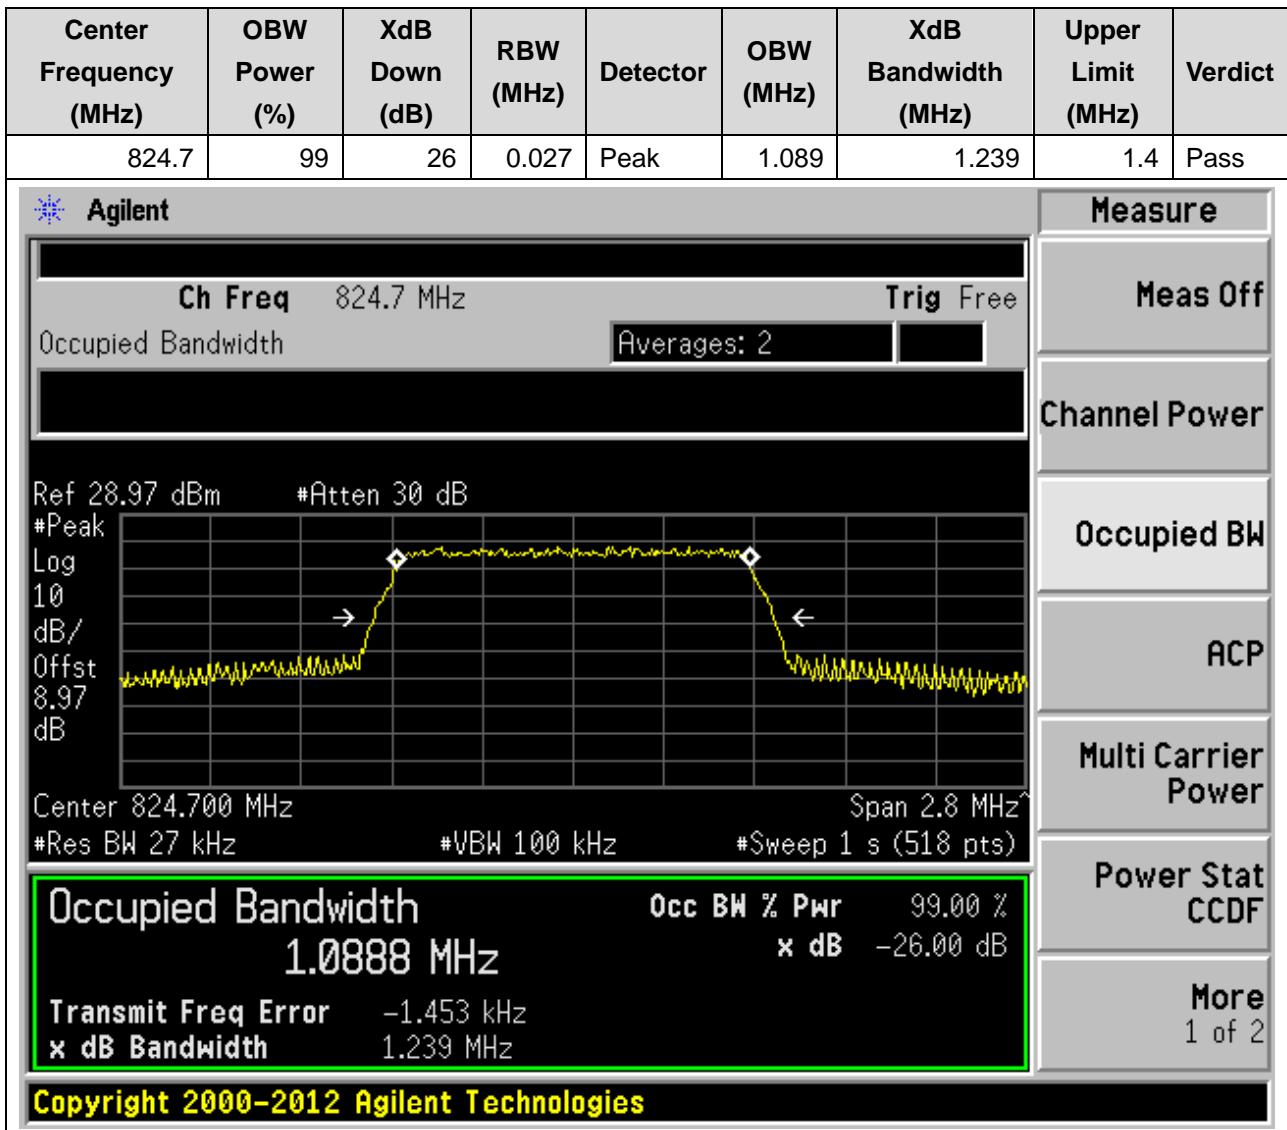 Center Frequency (MHz) OBW Power (%) XdB Down (dB) RBW (MHz) Detector OBW (MHz) XdB Bandwidth (MHz) Upper Limit (MHz) Verdict
824.7 99 26 0.027 Peak 1.089 1.239 1.4 Pass
Agilent
Ch Freq 824.7 MHz Trig Free
Occupied Bandwidth Averages: 2
Ref 28.97 dBm #Atten 30 dB
#Peak
Log
10
dB/
Offst
8.97
dB
Center 824.700 MHz Span 2.8 MHz^
#Res BW 27 kHz #VBW 100 kHz #Sweep 1 s (518 pts)
Occupied Bandwidth Occ BW % Pwr 99.00 %
1.0888 MHz x dB -26.00 dB
Transmit Freq Error -1.453 kHz
x dB Bandwidth 1.239 MHz
Copyright 2000-2012 Agilent Technologies
Measure
Meas Off
Channel Power
Occupied BW
ACP
Multi Carrier
Power
Power Stat
CCDF
More
1 of 2